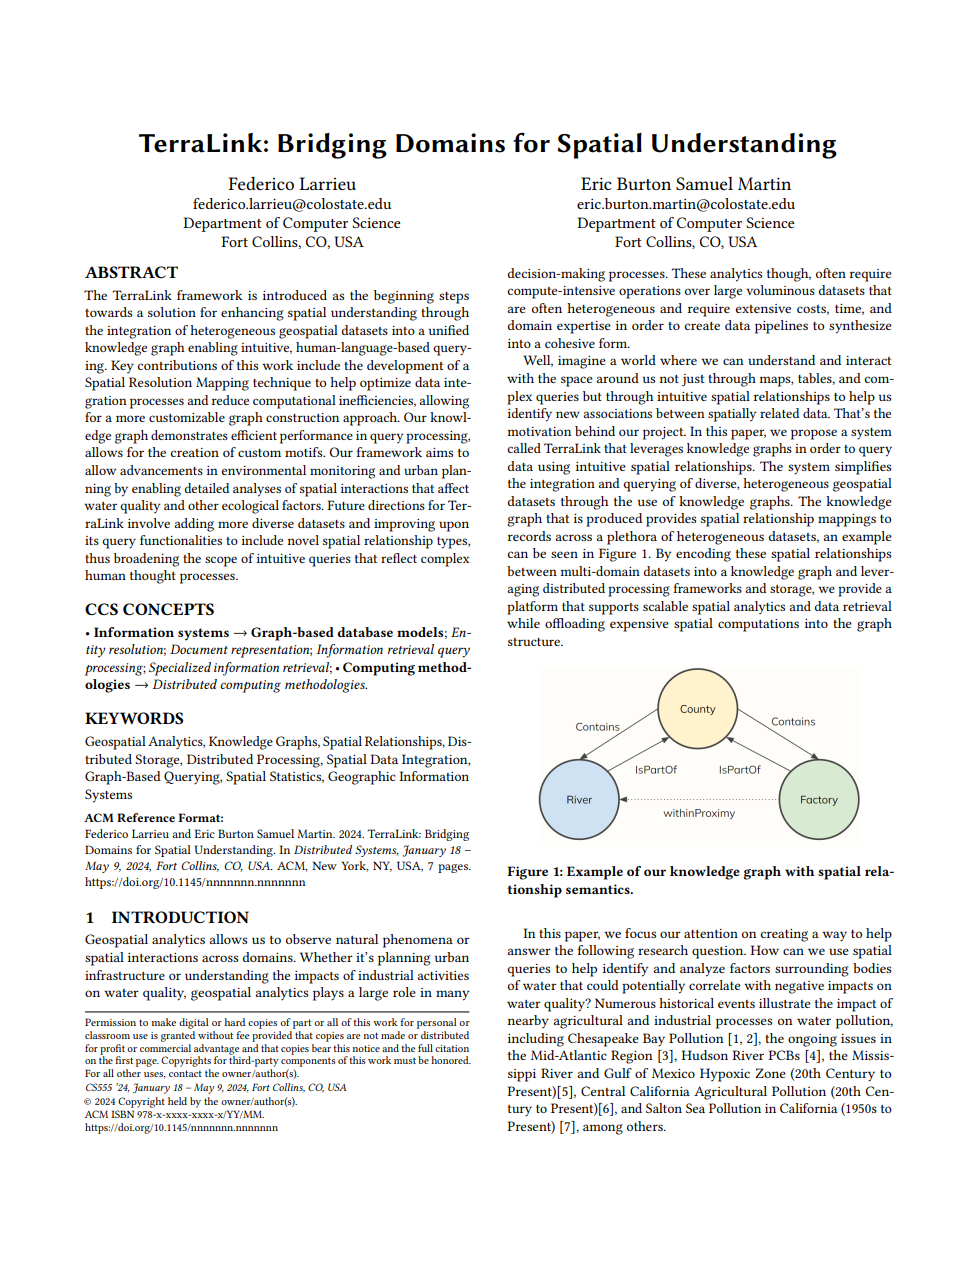 TerraLink: Bridging Domains for Spatial Understanding
Federico Larrieu
federico.larrieu@colostate.edu
Department of Computer Science
Fort Collins, CO, USA
Eric Burton Samuel Martin
eric.burton.martin@colostate.edu
Department of Computer Science
Fort Collins, CO, USA
ABSTRACT
The TerraLink framework is introduced as the beginning steps
towards a solution for enhancing spatial understanding through
the integration of heterogeneous geospatial datasets into a unified
knowledge graph enabling intuitive, human-language-based query-
ing. Key contributions of this work include the development of a
Spatial Resolution Mapping technique to help optimize data inte-
gration processes and reduce computational inefficiencies, allowing
for a more customizable graph construction approach. Our knowl-
edge graph demonstrates efficient performance in query processing,
allows for the creation of custom motifs. Our framework aims to
allow advancements in environmental monitoring and urban plan-
ning by enabling detailed analyses of spatial interactions that affect
water quality and other ecological factors. Future directions for Ter-
raLink involve adding more diverse datasets and improving upon
its query functionalities to include novel spatial relationship types,
thus broadening the scope of intuitive queries that reflect complex
human thought processes.
CCS CONCEPTS
• Information systems → Graph-based database models; En-
tity resolution; Document representation; Information retrieval query
processing; Specialized information retrieval; • Computing method-
ologies → Distributed computing methodologies.
KEYWORDS
Geospatial Analytics, Knowledge Graphs, Spatial Relationships, Dis-
tributed Storage, Distributed Processing, Spatial Data Integration,
Graph-Based Querying, Spatial Statistics, Geographic Information
Systems
ACM Reference Format:
Federico Larrieu and Eric Burton Samuel Martin. 2024. TerraLink: Bridging
Domains for Spatial Understanding. In Distributed Systems, January 18 –
May 9, 2024, Fort Collins, CO, USA. ACM, New York, NY, USA, 7 pages.
https://doi.org/10.1145/nnnnnnn.nnnnnnn
1 INTRODUCTION
Geospatial analytics allows us to observe natural phenomena or
spatial interactions across domains. Whether it's planning urban
infrastructure or understanding the impacts of industrial activities
on water quality, geospatial analytics plays a large role in many
Permission to make digital or hard copies of part or all of this work for personal or
classroom use is granted without fee provided that copies are not made or distributed
for profit or commercial advantage and that copies bear this notice and the full citation
on the first page. Copyrights for third-party components of this work must be honored.
For all other uses, contact the owner/author(s).
CS555 '24, January 18 – May 9, 2024, Fort Collins, CO, USA
© 2024 Copyright held by the owner/author(s).
ACM ISBN 978-x-xxxx-xxxx-x/YY/MM.
https://doi.org/10.1145/nnnnnnn.nnnnnnn
decision-making processes. These analytics though, often require
compute-intensive operations over large voluminous datasets that
are often heterogeneous and require extensive costs, time, and
domain expertise in order to create data pipelines to synthesize
into a cohesive form.
Well, imagine a world where we can understand and interact
with the space around us not just through maps, tables, and com-
plex queries but through intuitive spatial relationships to help us
identify new associations between spatially related data. That's the
motivation behind our project. In this paper, we propose a system
called TerraLink that leverages knowledge graphs in order to query
data using intuitive spatial relationships. The system simplifies
the integration and querying of diverse, heterogeneous geospatial
datasets through the use of knowledge graphs. The knowledge
graph that is produced provides spatial relationship mappings to
records across a plethora of heterogeneous datasets, an example
can be seen in Figure 1. By encoding these spatial relationships
between multi-domain datasets into a knowledge graph and lever-
aging distributed processing frameworks and storage, we provide a
platform that supports scalable spatial analytics and data retrieval
while offloading expensive spatial computations into the graph
structure.
County
Contains
Contains
IsPartOf
IsPartOf
River
Factory
withinProximy
Figure 1: Example of our knowledge graph with spatial rela-
tionship semantics.
In this paper, we focus our attention on creating a way to help
answer the following research question. How can we use spatial
queries to help identify and analyze factors surrounding bodies
of water that could potentially correlate with negative impacts on
water quality? Numerous historical events illustrate the impact of
nearby agricultural and industrial processes on water pollution,
including Chesapeake Bay Pollution [1, 2], the ongoing issues in
the Mid-Atlantic Region [3], Hudson River PCBs [4], the Missis-
sippi River and Gulf of Mexico Hypoxic Zone (20th Century to
Present)[5], Central California Agricultural Pollution (20th Cen-
tury to Present)[6], and Salton Sea Pollution in California (1950s to
Present) [7], among others.